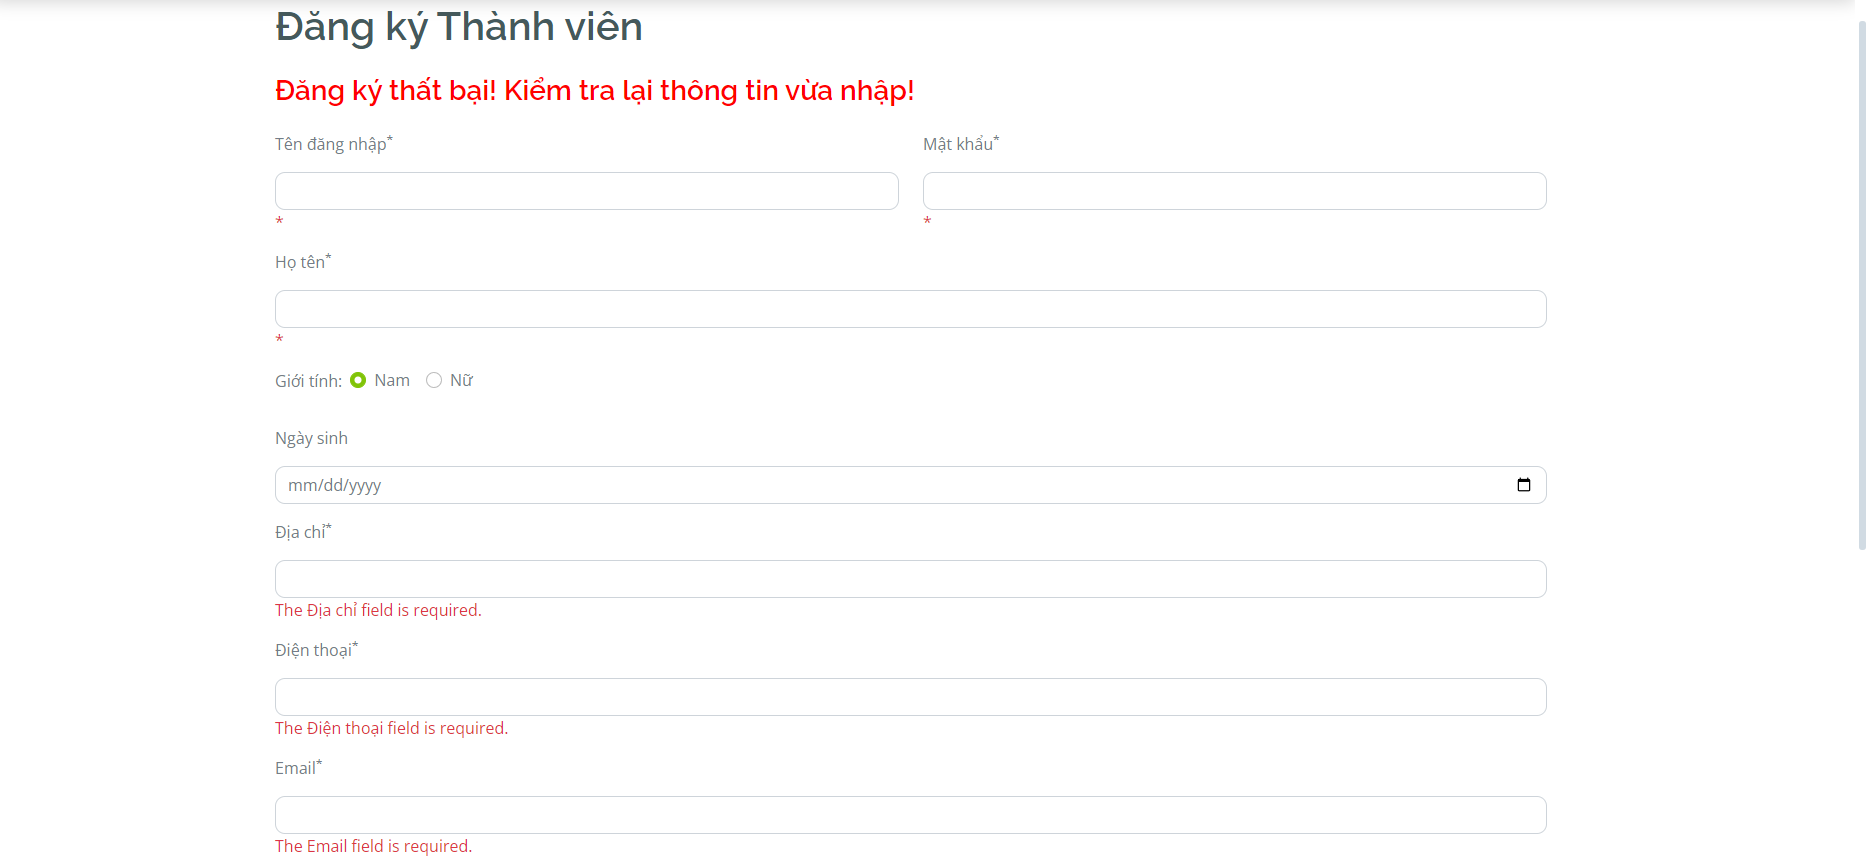 Đăng ký Thành viên
Đăng ký thất bại! Kiểm tra lại thông tin vừa nhập!
Tên đăng nhập* Mật khẩu*
* *
Họ tên*
*
Giới tính: Nam Nữ
Ngày sinh
mm/dd/yyyy
Địa chỉ*
The Địa chỉ field is required.
Điện thoại*
The Điện thoại field is required.
Email*
The Email field is required.